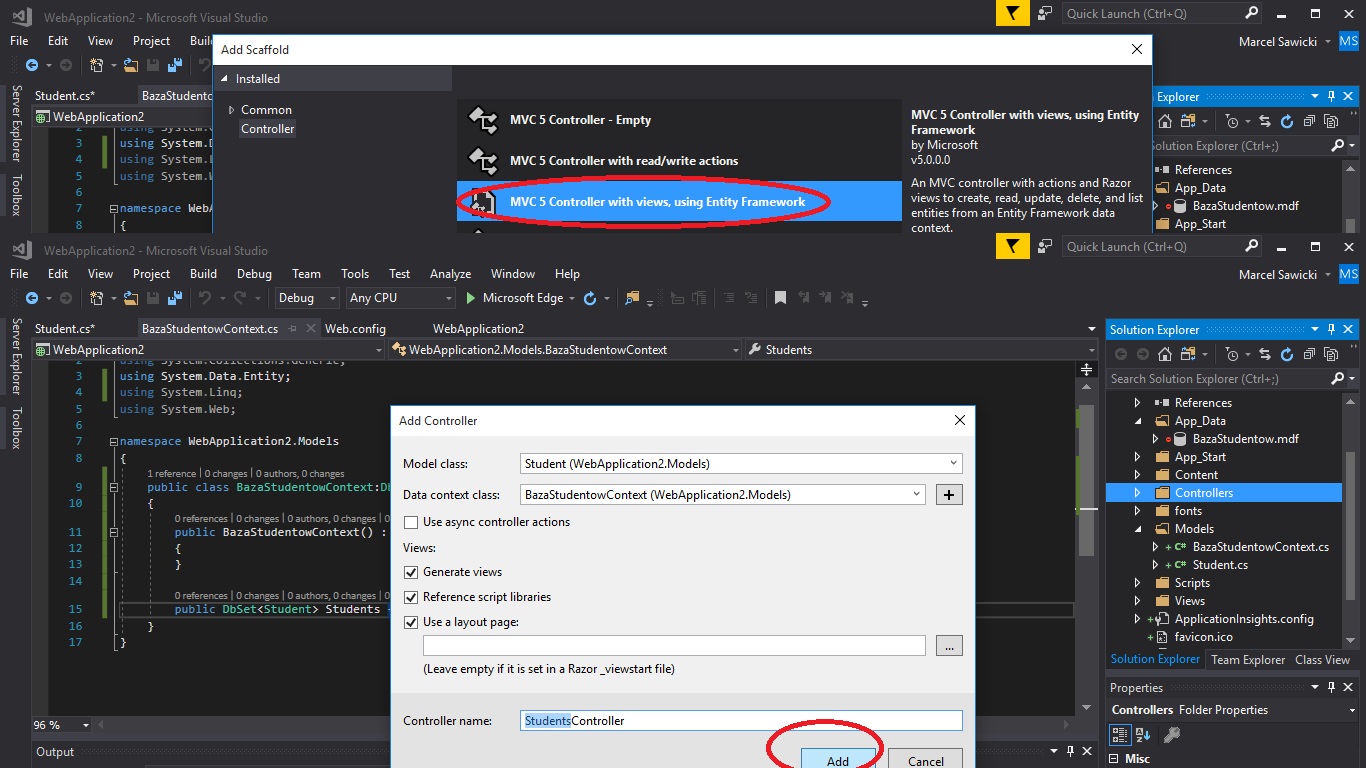 WebApplication2 - Microsoft Visual Studio
Quick Launch (Ctrl+Q)
File Edit View Project
Marcel Sawicki MS
Add Scaffold
Installed
Common
Controller
MVC 5 Controller - Empty
MVC 5 Controller with read/write actions
MVC 5 Controller with views, using Entity Framework
MVC 5 Controller with views, using Entity
Framework
by Microsoft
v5.0.0.0
An MVC controller with actions and Razor
views to create, read, update, delete, and list
entities from an Entity Framework data
context.
Server Explorer
Toolbox
Student.cs*
BazaStudento
WebApplication2
2 using System.C
3 using System.D
4 using System.L
5 using System.W
6
7 namespace WebA
8 {
Explorer
Solution Explorer (Ctrl+;)
References
App_Data
BazaStudentow.mdf
App_Start
WebApplication2 - Microsoft Visual Studio
Quick Launch (Ctrl+Q)
File Edit View Project Build Debug Team Tools Test Analyze Window Help
Marcel Sawicki MS
Debug Any CPU Microsoft Edge
Server Explorer
Toolbox
Student.cs* BazaStudentowContext.cs Web.config WebApplication2
WebApplication2 WebApplication2.Models.BazaStudentowContext Students
2 using System.Collections.Generic;
3 using System.Data.Entity;
4 using System.Linq;
5 using System.Web;
6
7 namespace WebApplication2.Models
8 {
1 reference | 0 changes | 0 authors, 0 changes
9 public class BazaStudentowContext:Db
10 {
0 references | 0 changes | 0 authors, 0 changes | 0
11 public BazaStudentowContext() :
12 {
13 }
14
0 references | 0 changes | 0 authors, 0 changes | 0
15 public DbSet<Student> Students
16 }
17 }
96 %
Output
Add Controller
Model class: Student (WebApplication2.Models)
Data context class: BazaStudentowContext (WebApplication2.Models) +
Use async controller actions
Views:
Generate views
Reference script libraries
Use a layout page:
...
(Leave empty if it is set in a Razor _viewstart file)
Controller name: StudentsController
Add Cancel
Solution Explorer
Search Solution Explorer (Ctrl+;)
References
App_Data
BazaStudentow.mdf
App_Start
Content
Controllers
fonts
Models
BazaStudentowContext.cs
Student.cs
Scripts
Views
ApplicationInsights.config
favicon.ico
Solution Explorer Team Explorer Class View
Properties
Controllers Folder Properties
Misc